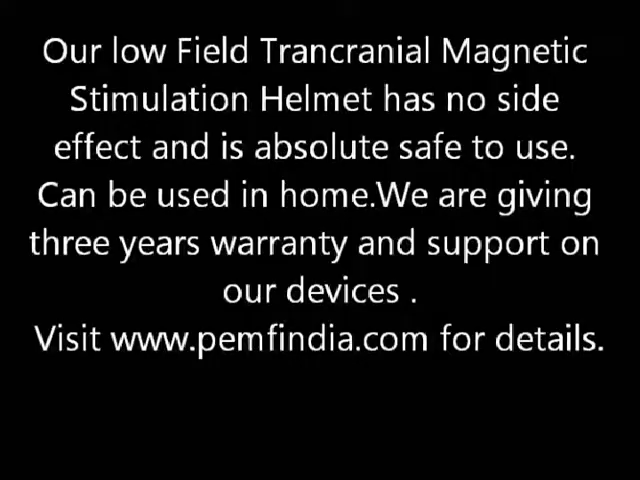 Our low Field Trancranial Magnetic
Stimulation Helmet has no side
effect and is absolute safe to use.
Can be used in home.We are giving
three years warranty and support on
our devices .
Visit www.pemfindia.com for details.